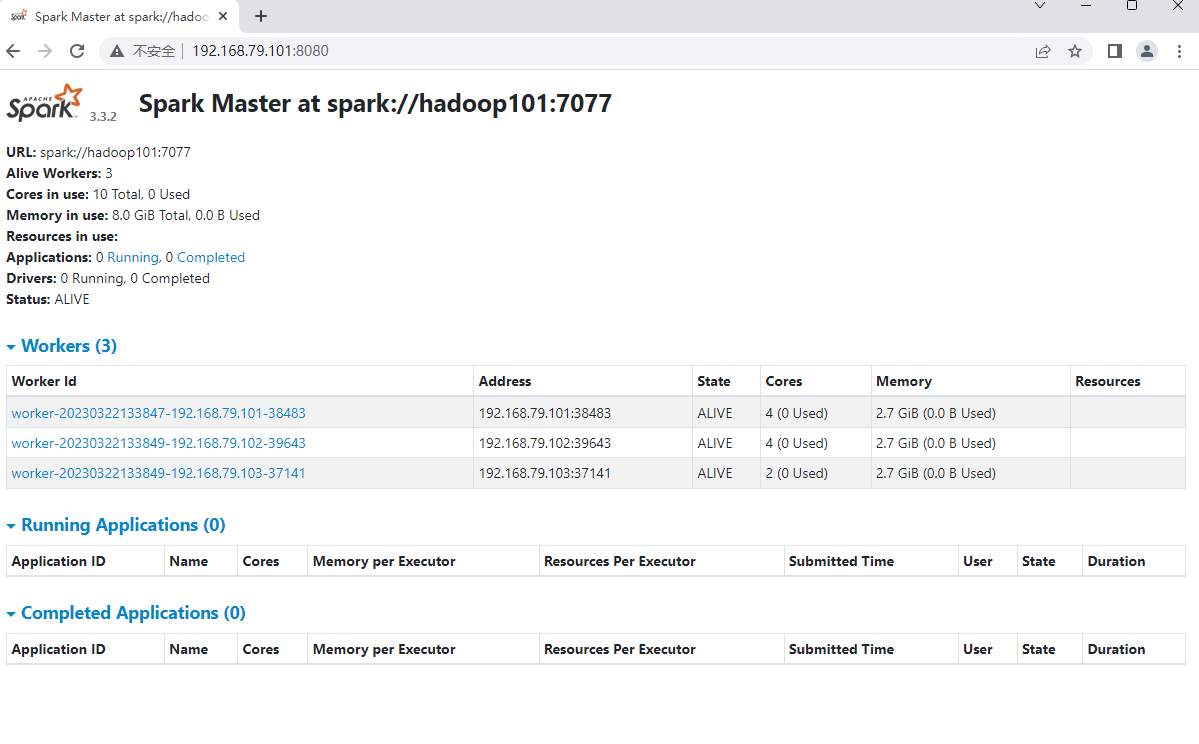 Spark Master at spark://hadoo
不安全 192.168.79.101:8080
APACHE Spark 3.3.2 Spark Master at spark://hadoop101:7077
URL: spark://hadoop101:7077
Alive Workers: 3
Cores in use: 10 Total, 0 Used
Memory in use: 8.0 GiB Total, 0.0 B Used
Resources in use:
Applications: 0 Running, 0 Completed
Drivers: 0 Running, 0 Completed
Status: ALIVE
Workers (3)
Worker Id Address State Cores Memory Resources
worker-20230322133847-192.168.79.101-38483 192.168.79.101:38483 ALIVE 4 (0 Used) 2.7 GiB (0.0 B Used)
worker-20230322133849-192.168.79.102-39643 192.168.79.102:39643 ALIVE 4 (0 Used) 2.7 GiB (0.0 B Used)
worker-20230322133849-192.168.79.103-37141 192.168.79.103:37141 ALIVE 2 (0 Used) 2.7 GiB (0.0 B Used)
Running Applications (0)
Application ID Name Cores Memory per Executor Resources Per Executor Submitted Time User State Duration
Completed Applications (0)
Application ID Name Cores Memory per Executor Resources Per Executor Submitted Time User State Duration